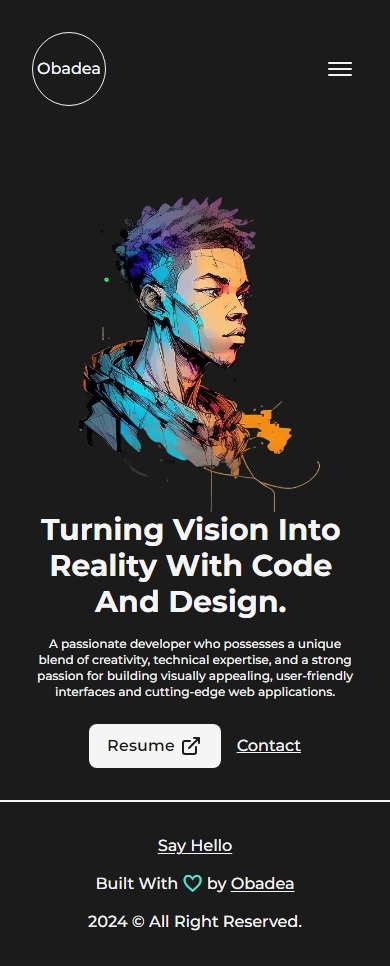 Obadea
Turning Vision Into
Reality With Code
And Design.
A passionate developer who possesses a unique
blend of creativity, technical expertise, and a strong
passion for building visually appealing, user-friendly
interfaces and cutting-edge web applications.
Resume
Contact
Say Hello
Built With by Obadea
2024 © All Right Reserved.